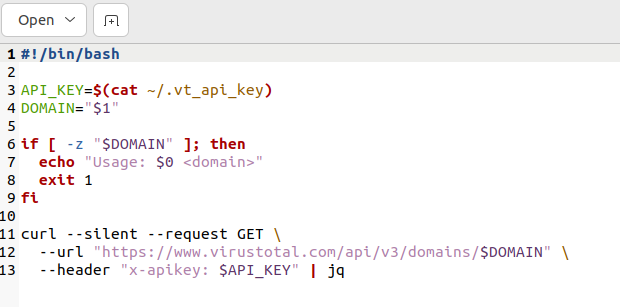 Open
1 #!/bin/bash
2
3 API_KEY=$(cat ~/.vt_api_key)
4 DOMAIN="$1"
5
6 if [ -z "$DOMAIN" ]; then
7   echo "Usage: $0 <domain>"
8   exit 1
9 fi
10
11 curl --silent --request GET \
12   --url "https://www.virustotal.com/api/v3/domains/$DOMAIN" \
13   --header "x-apikey: $API_KEY" | jq